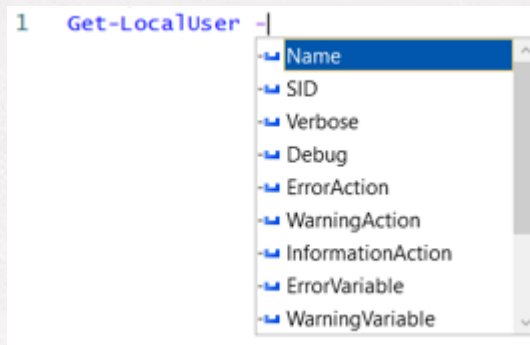 1 Get-LocalUser -
Name
SID
Verbose
Debug
ErrorAction
WarningAction
InformationAction
ErrorVariable
WarningVariable